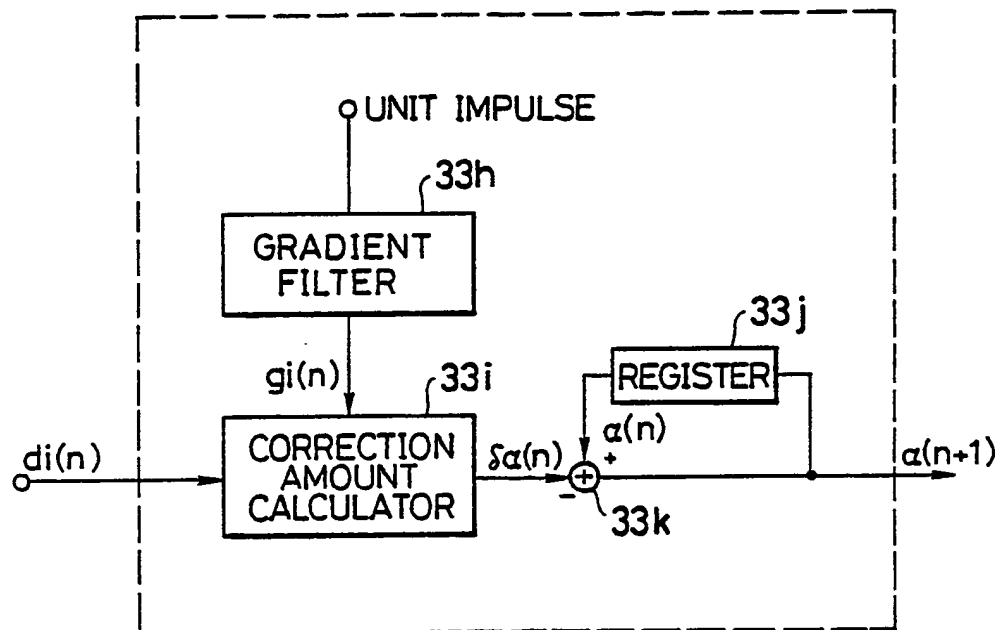 UNIT IMPULSE
33h
GRADIENT
FILTER
33j
REGISTER
gi(n)
33i
α(n)
+
di(n)
CORRECTION
AMOUNT
CALCULATOR
δα(n)
-
+
α(n+1)
33k